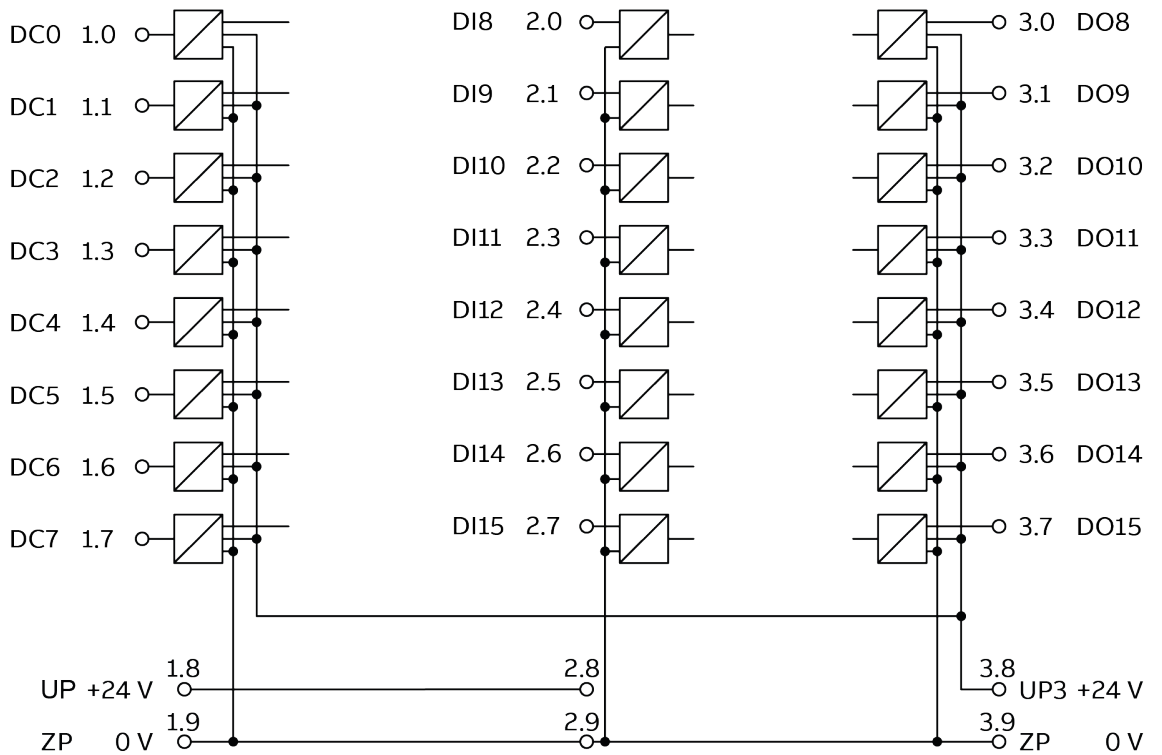 DC0 1.0 DI8 2.0 3.0 DO8
DC1 1.1 DI9 2.1 3.1 DO9
DC2 1.2 DI10 2.2 3.2 DO10
DC3 1.3 DI11 2.3 3.3 DO11
DC4 1.4 DI12 2.4 3.4 DO12
DC5 1.5 DI13 2.5 3.5 DO13
DC6 1.6 DI14 2.6 3.6 DO14
DC7 1.7 DI15 2.7 3.7 DO15
1.8 2.8 3.8
UP +24 V UP3 +24 V
1.9 2.9 3.9
ZP 0 V ZP 0 V